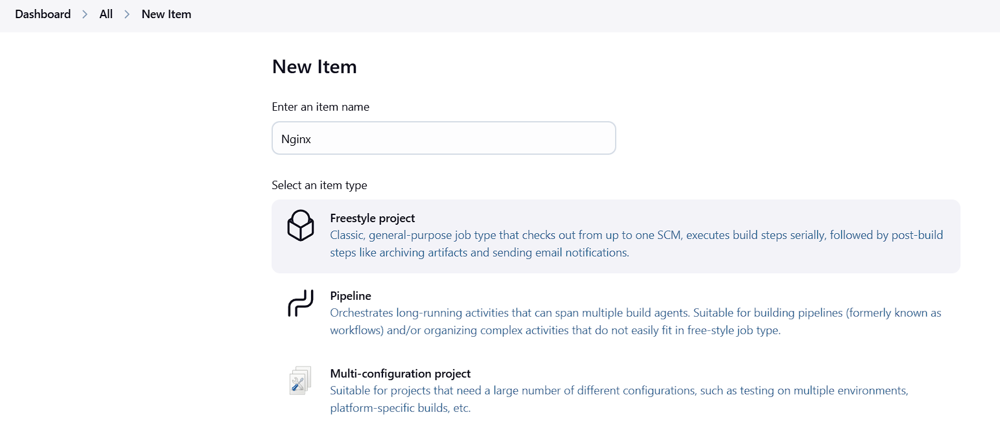 Dashboard > All > New Item
New Item
Enter an item name
Nginx
Select an item type
Freestyle project
Classic, general-purpose job type that checks out from up to one SCM, executes build steps serially, followed by post-build
steps like archiving artifacts and sending email notifications.
Pipeline
Orchestrates long-running activities that can span multiple build agents. Suitable for building pipelines (formerly known as
workflows) and/or organizing complex activities that do not easily fit in free-style job type.
Multi-configuration project
Suitable for projects that need a large number of different configurations, such as testing on multiple environments,
platform-specific builds, etc.